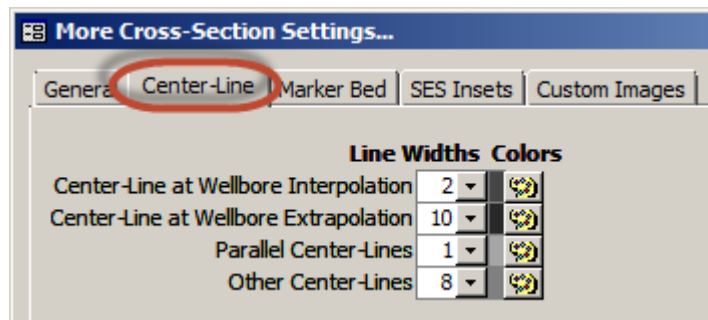 More Cross-Section Settings...
General Center-Line Marker Bed SES Insets Custom Images
Line Widths Colors
Center-Line at Wellbore Interpolation 2
Center-Line at Wellbore Extrapolation 10
Parallel Center-Lines 1
Other Center-Lines 8